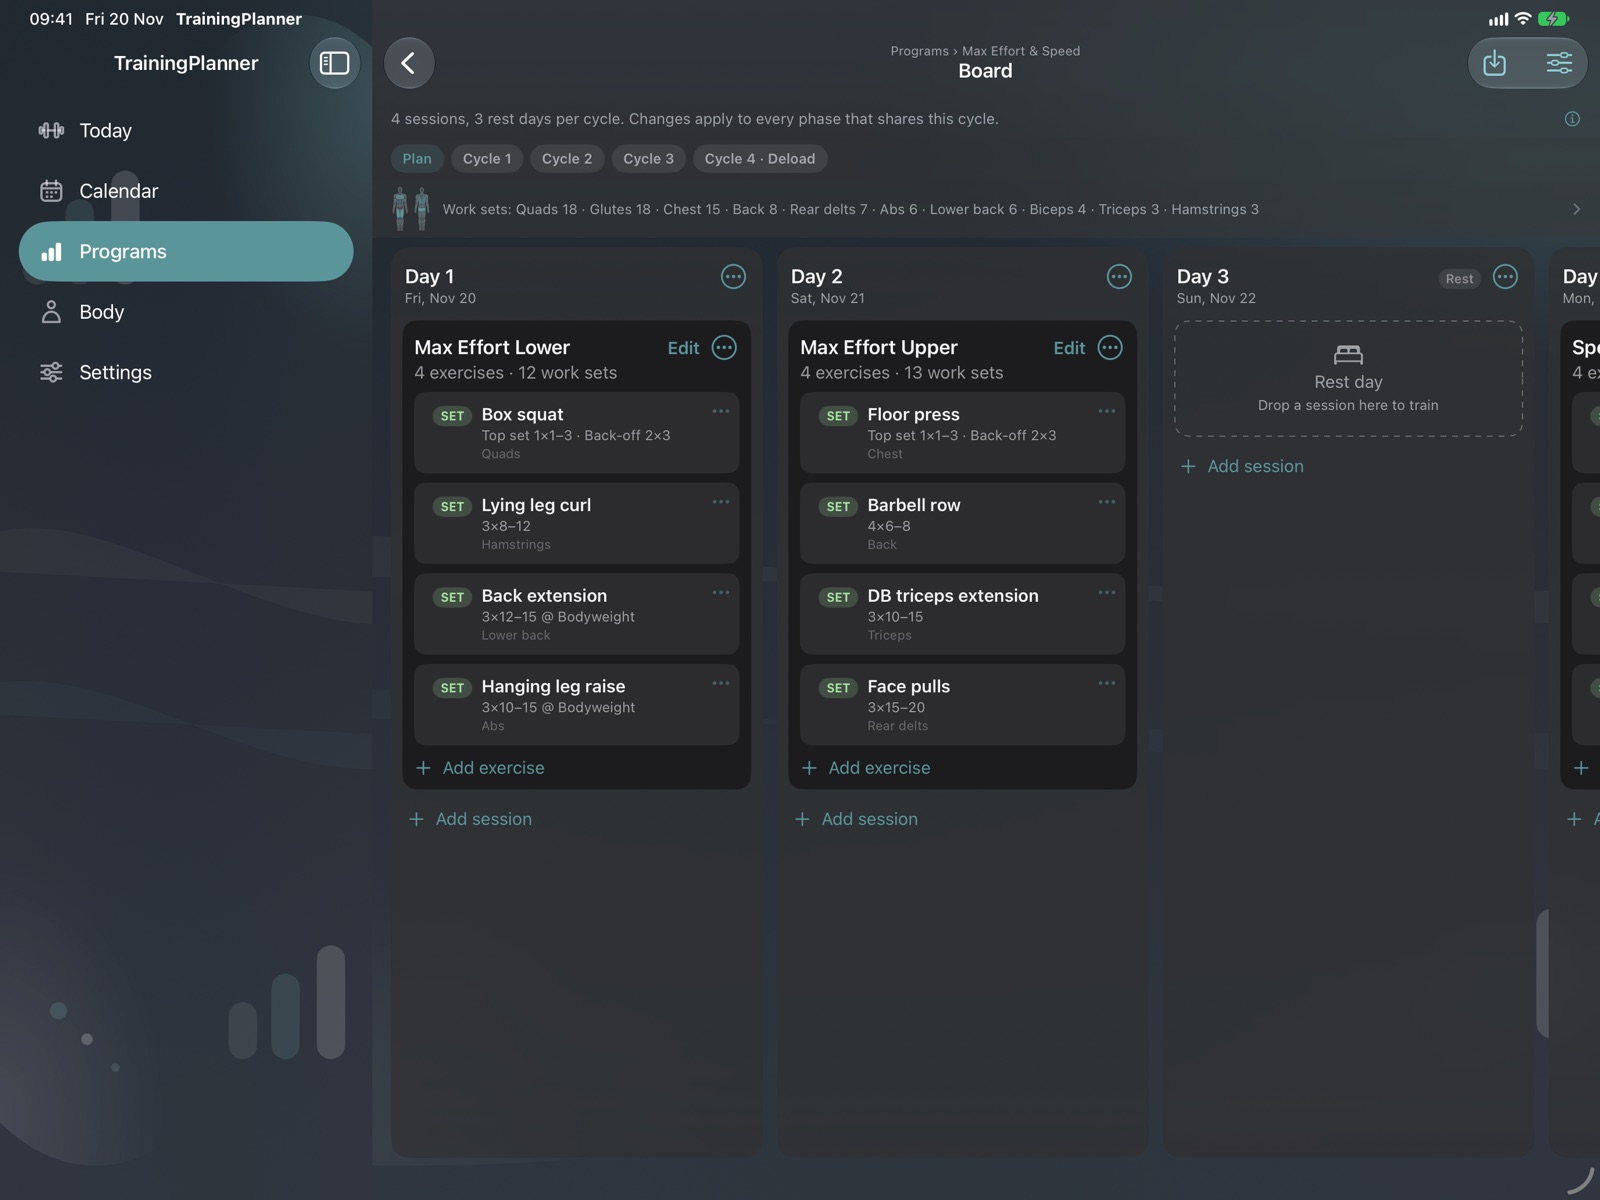 09:41 Fri 20 Nov TrainingPlanner
TrainingPlanner
Today
Calendar
Programs
Body
Settings
Programs › Max Effort & Speed
Board
4 sessions, 3 rest days per cycle. Changes apply to every phase that shares this cycle.
Plan
Cycle 1
Cycle 2
Cycle 3
Cycle 4 · Deload
Work sets: Quads 18 · Glutes 18 · Chest 15 · Back 8 · Rear delts 7 · Abs 6 · Lower back 6 · Biceps 4 · Triceps 3 · Hamstrings 3
Day 1
Fri, Nov 20
Max Effort Lower
Edit
4 exercises · 12 work sets
SET Box squat
Top set 1×1–3 · Back-off 2×3
Quads
SET Lying leg curl
3×8–12
Hamstrings
SET Back extension
3×12–15 @ Bodyweight
Lower back
SET Hanging leg raise
3×10–15 @ Bodyweight
Abs
+ Add exercise
+ Add session
Day 2
Sat, Nov 21
Max Effort Upper
Edit
4 exercises · 13 work sets
SET Floor press
Top set 1×1–3 · Back-off 2×3
Chest
SET Barbell row
4×6–8
Back
SET DB triceps extension
3×10–15
Triceps
SET Face pulls
3×15–20
Rear delts
+ Add exercise
+ Add session
Day 3
Rest
Sun, Nov 22
Rest day
Drop a session here to train
+ Add session
Day
Mon,